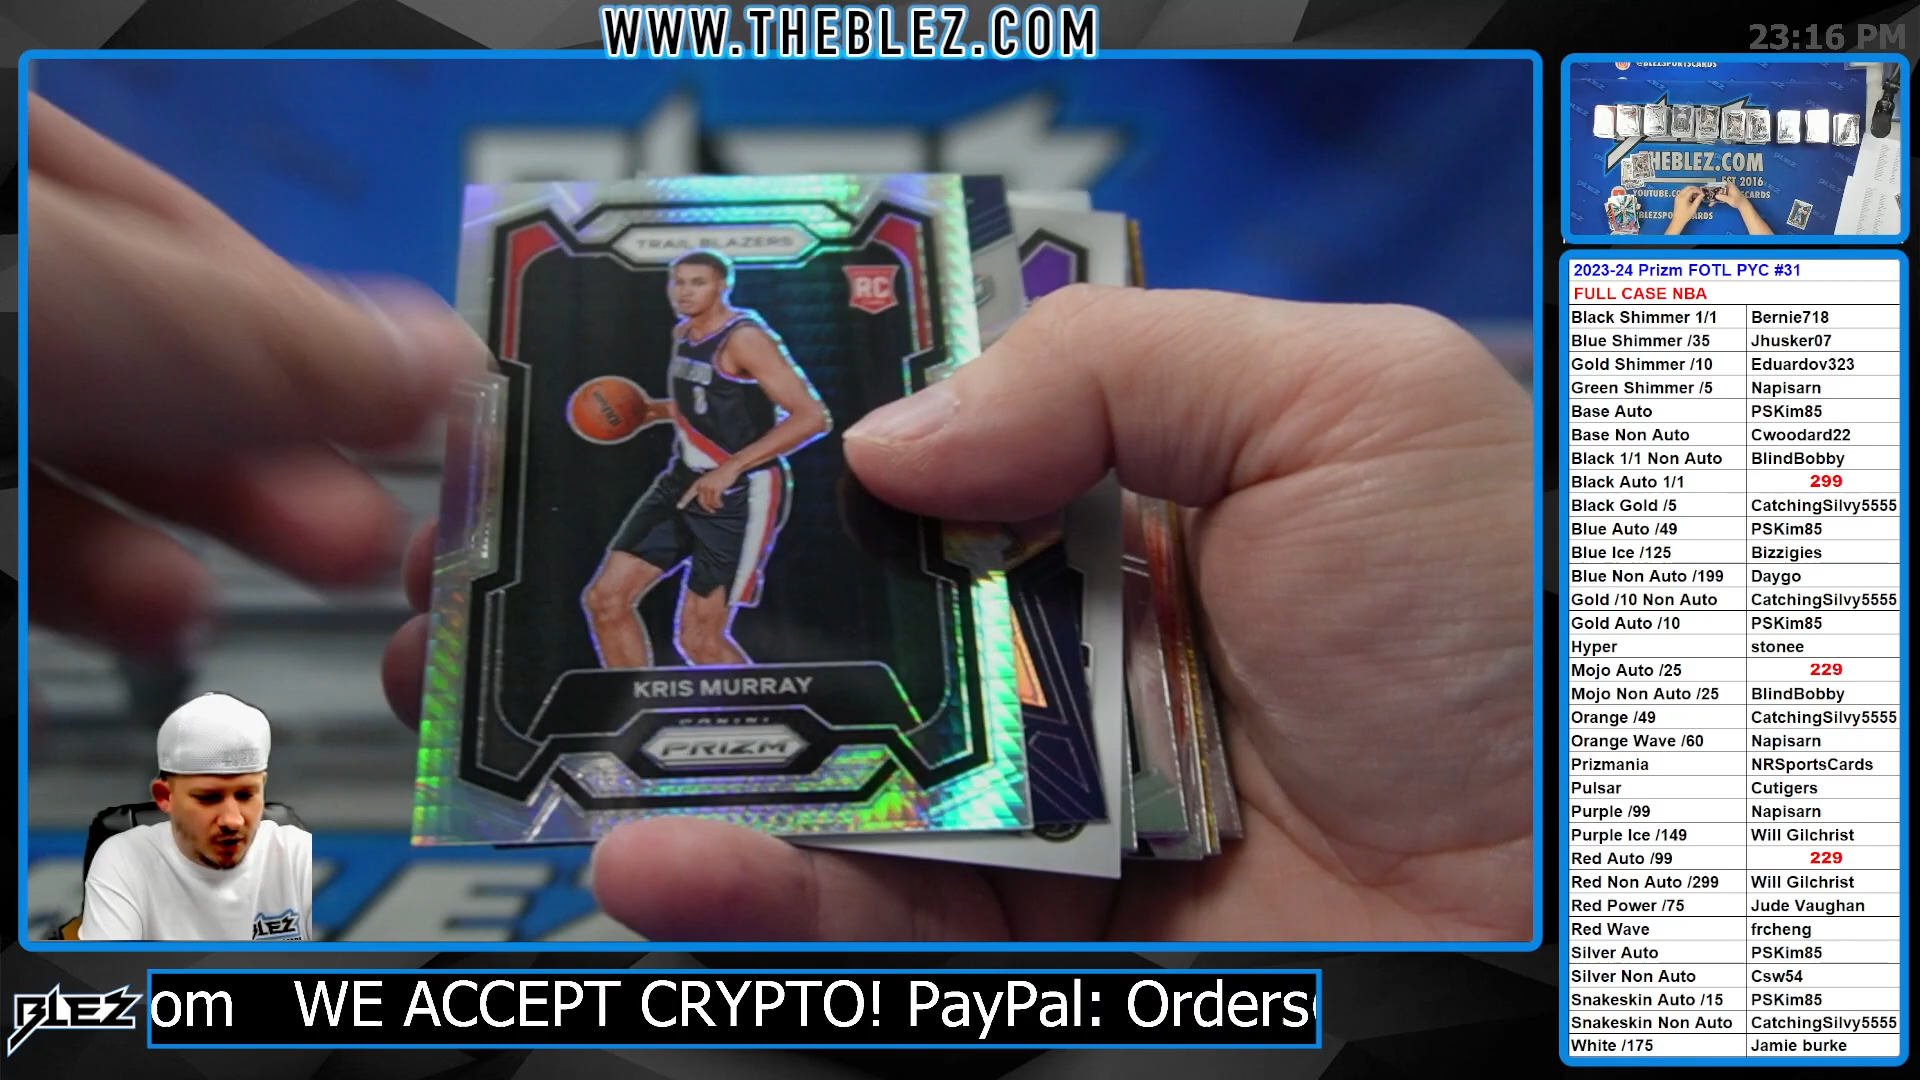 WWW.THEBLEZ.COM
23:16 PM
@BLEZSPORTSCARDS
THEBLEZ.COM
EST 2016
TRAIL BLAZERS
RC
KRIS MURRAY
PANINI
PRIZM
BLEZ
BLEZ
om WE ACCEPT CRYPTO! PayPal: Orders
2023-24 Prizm FOTL PYC #31
FULL CASE NBA
Black Shimmer 1/1 Bernie718
Blue Shimmer /35 Jhusker07
Gold Shimmer /10 Eduardov323
Green Shimmer /5 Napisarn
Base Auto PSKim85
Base Non Auto Cwoodard22
Black 1/1 Non Auto BlindBobby
Black Auto 1/1 299
Black Gold /5 CatchingSilvy5555
Blue Auto /49 PSKim85
Blue Ice /125 Bizzigies
Blue Non Auto /199 Daygo
Gold /10 Non Auto CatchingSilvy5555
Gold Auto /10 PSKim85
Hyper stonee
Mojo Auto /25 229
Mojo Non Auto /25 BlindBobby
Orange /49 CatchingSilvy5555
Orange Wave /60 Napisarn
Prizmania NRSportsCards
Pulsar Cutigers
Purple /99 Napisarn
Purple Ice /149 Will Gilchrist
Red Auto /99 229
Red Non Auto /299 Will Gilchrist
Red Power /75 Jude Vaughan
Red Wave frcheng
Silver Auto PSKim85
Silver Non Auto Csw54
Snakeskin Auto /15 PSKim85
Snakeskin Non Auto CatchingSilvy5555
White /175 Jamie burke